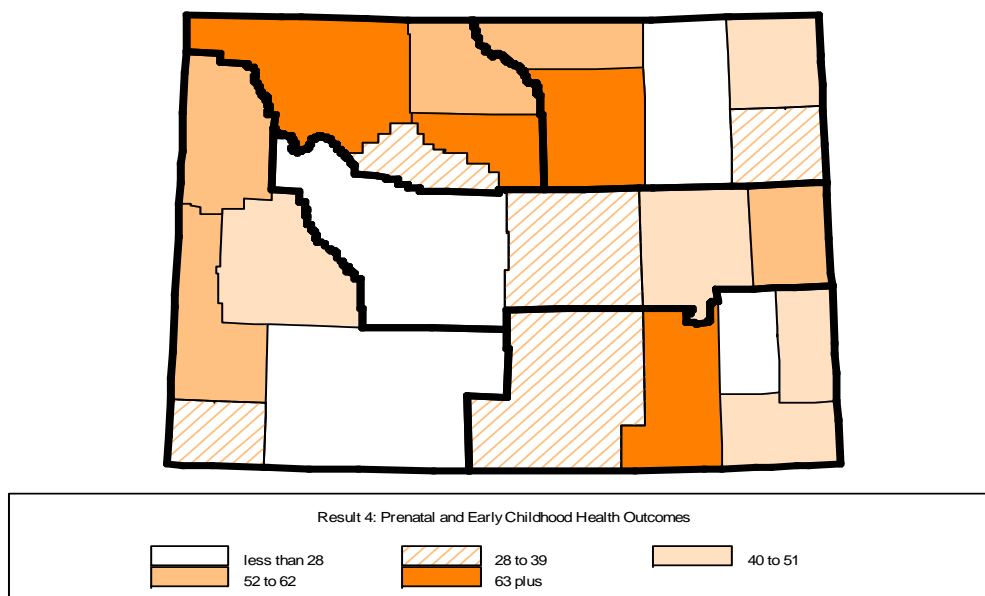 Result 4: Prenatal and Early Childhood Health Outcomes
less than 28
28 to 39
40 to 51
52 to 62
63 plus